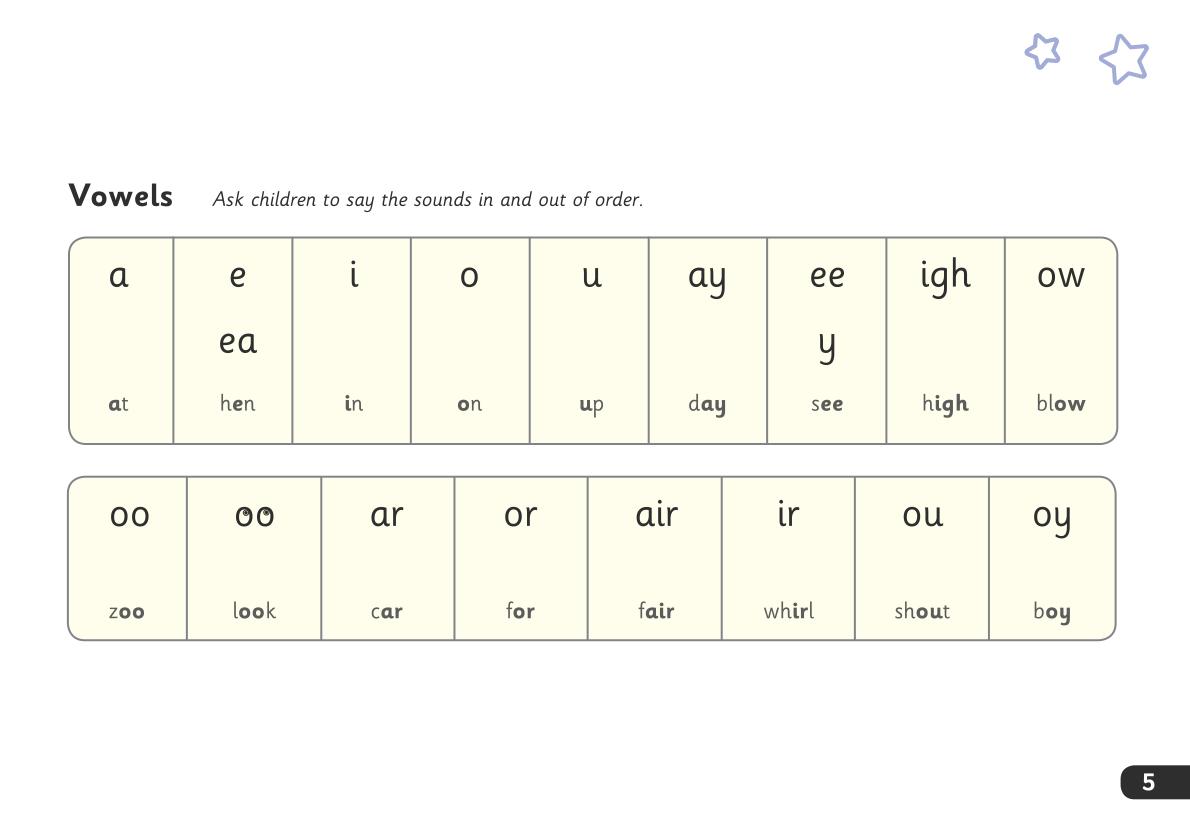 Vowels Ask children to say the sounds in and out of order.
a e i o u ay ee igh ow
ea y
at hen in on up day see high blow
oo oo ar or air ir ou oy
zoo look car for fair whirl shout boy
5